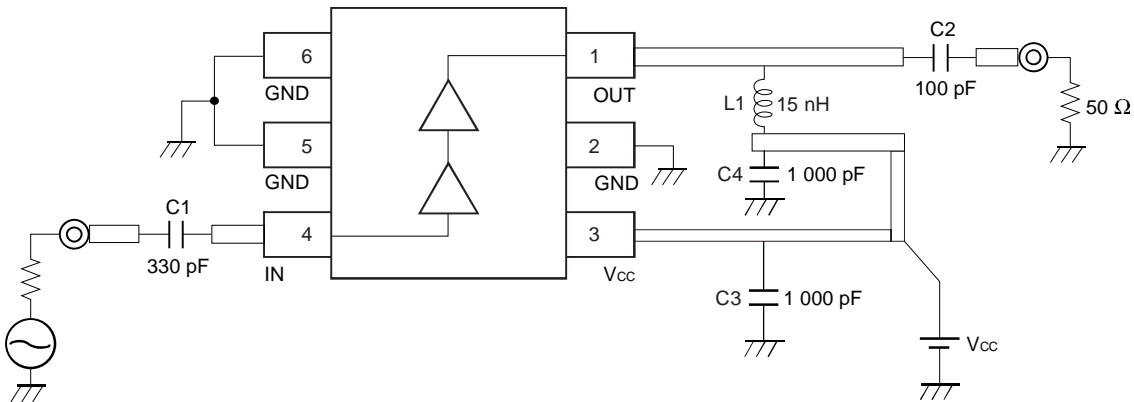 C2
6
1
GND
OUT
100 pF
L1
15 nH
50 Ω
5
2
GND
GND
C4
1 000 pF
C1
4
3
330 pF
IN
VCC
C3
1 000 pF
VCC